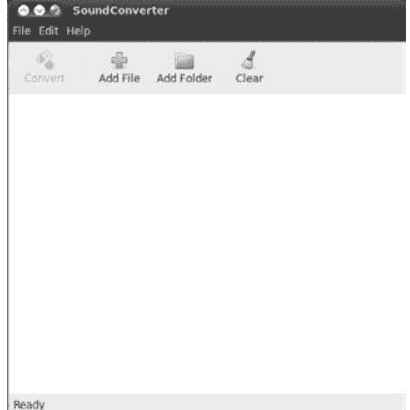 SoundConverter
File Edit Help
Convert Add File Add Folder Clear
Ready